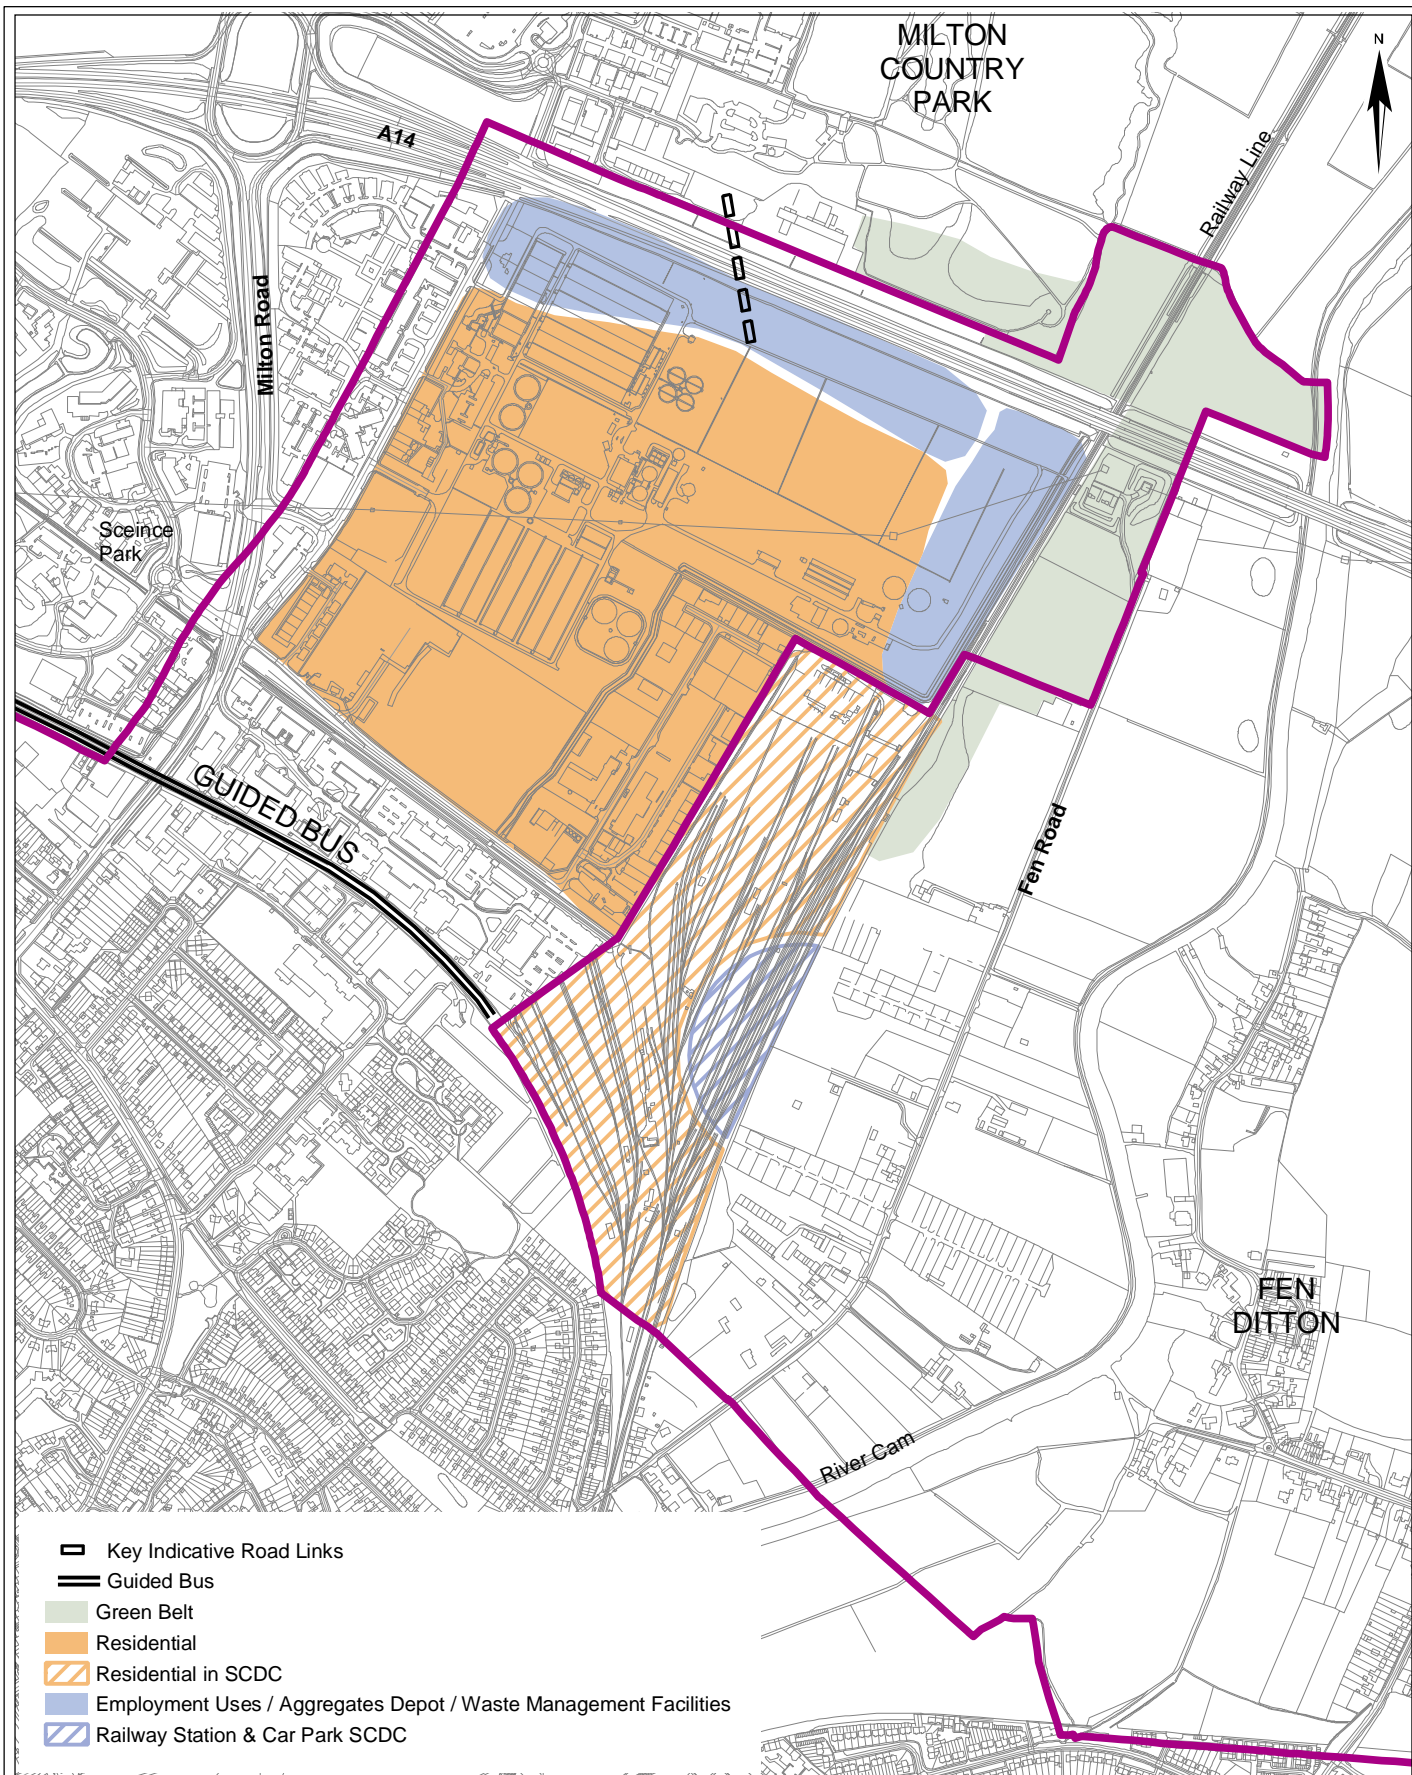 MILTON
COUNTRY
PARK
N
A14
Railway Line
Milton Road
Sceince
Park
GUIDED BUS
Fen Road
FEN
DITTON
River Cam
Key Indicative Road Links
Guided Bus
Green Belt
Residential
Residential in SCDC
Employment Uses / Aggregates Depot / Waste Management Facilities
Railway Station & Car Park SCDC